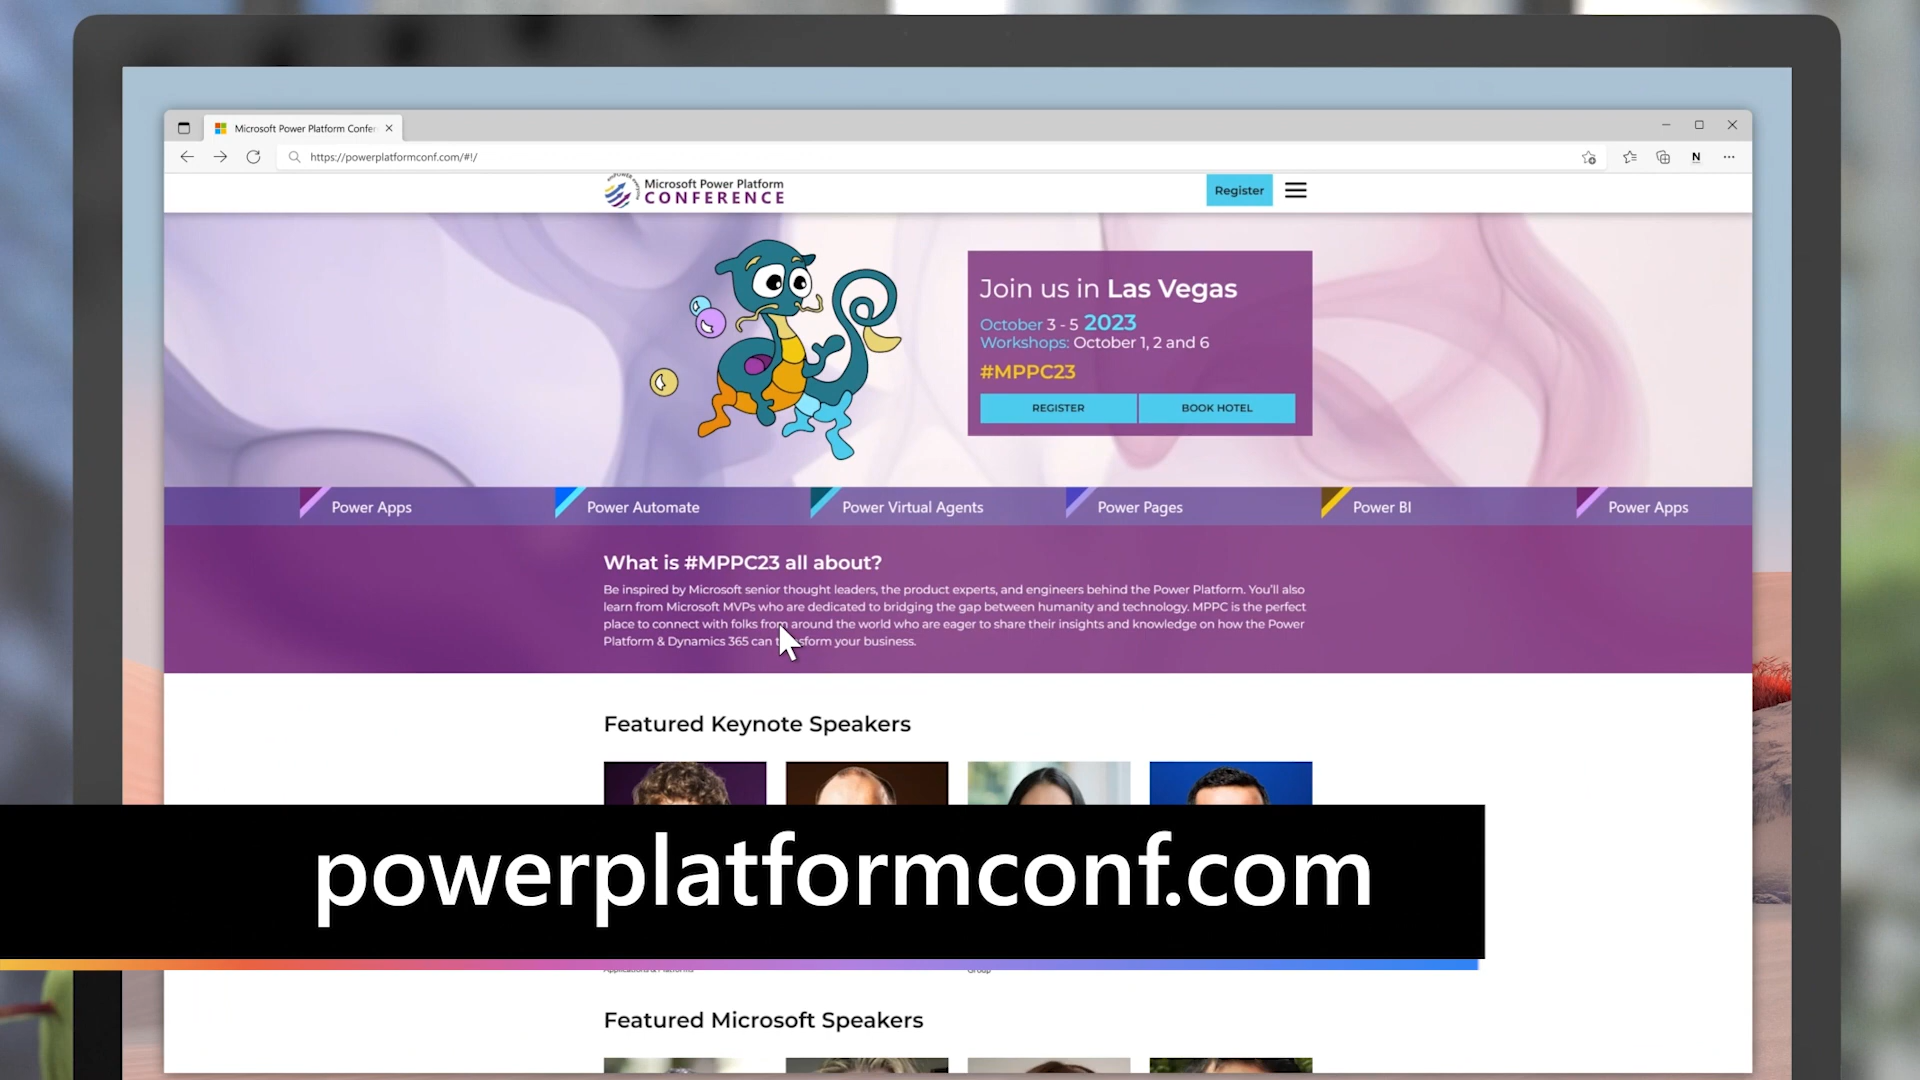 Microsoft Power Platform Confer
https://powerplatformconf.com/#!/
N
Microsoft Power Platform
CONFERENCE
Register
Join us in Las Vegas
October 3 - 5 2023
Workshops: October 1, 2 and 6
#MPPC23
REGISTER
BOOK HOTEL
Power Apps
Power Automate
Power Virtual Agents
Power Pages
Power BI
Power Apps
What is #MPPC23 all about?
Be inspired by Microsoft senior thought leaders, the product experts, and engineers behind the Power Platform. You'll also
learn from Microsoft MVPs who are dedicated to bridging the gap between humanity and technology. MPPC is the perfect
place to connect with folks from around the world who are eager to share their insights and knowledge on how the Power
Platform & Dynamics 365 can transform your business.
Featured Keynote Speakers
powerplatformconf.com
Group
Featured Microsoft Speakers